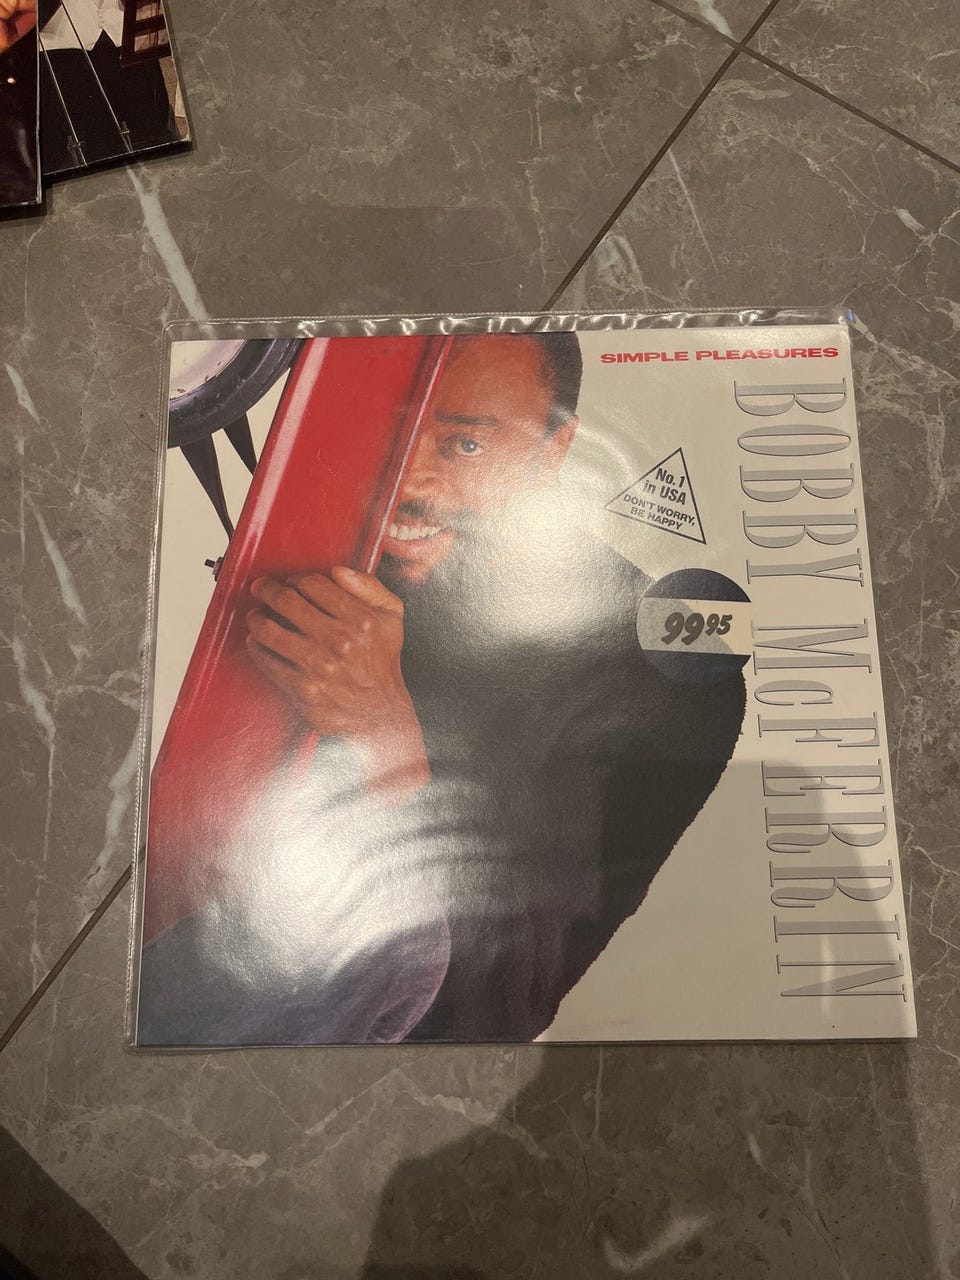 SIMPLE PLEASURES
BOBBY McFERRIN
No.1
in USA
DON'T WORRY,
BE HAPPY
9995